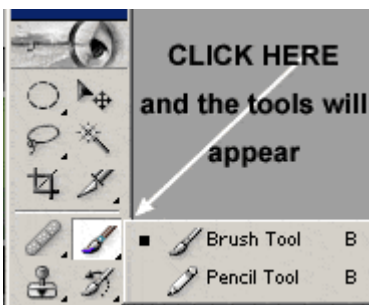 CLICK HERE
and the tools will
appear
Brush Tool B
Pencil Tool B